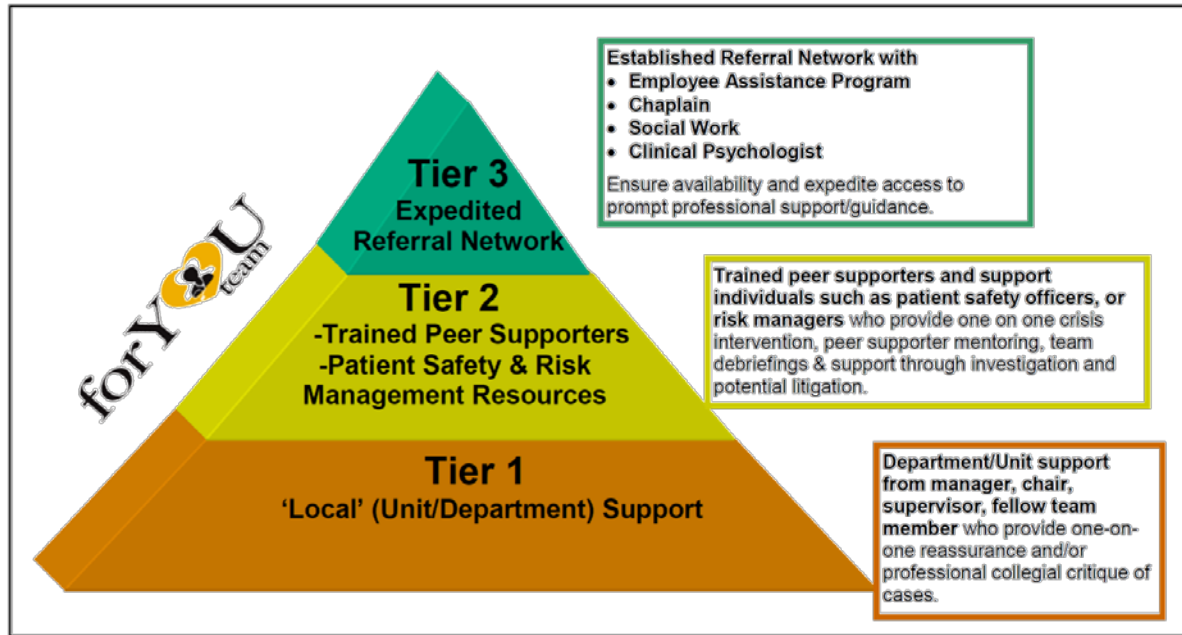 Established Referral Network with
• Employee Assistance Program
• Chaplain
• Social Work
• Clinical Psychologist
Ensure availability and expedite access to
prompt professional support/guidance.
Tier 3
Expedited
Referral Network
forYOU
team
Tier 2
-Trained Peer Supporters
-Patient Safety & Risk
Management Resources
Trained peer supporters and support
individuals such as patient safety officers, or
risk managers who provide one on one crisis
intervention, peer supporter mentoring, team
debriefings & support through investigation and
potential litigation.
Tier 1
‘Local’ (Unit/Department) Support
Department/Unit support
from manager, chair,
supervisor, fellow team
member who provide one-on-
one reassurance and/or
professional collegial critique of
cases.